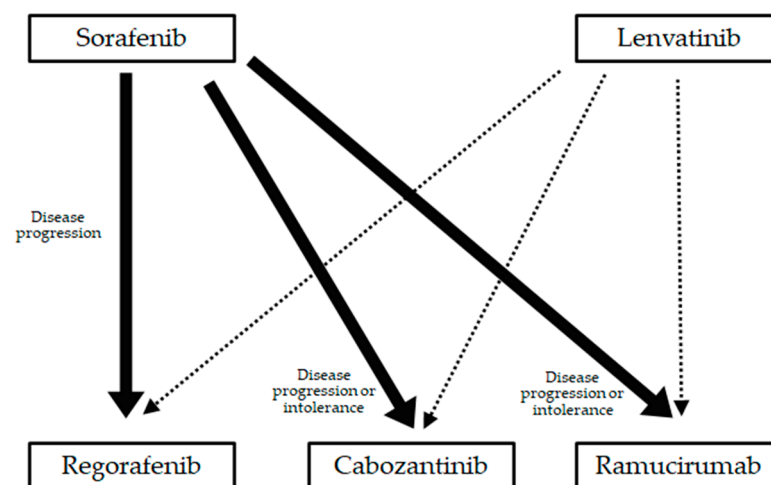 Sorafenib
Lenvatinib
Disease
progression
Disease
progression or
intolerance
Disease
progression or
intolerance
Regorafenib
Cabozantinib
Ramucirumab